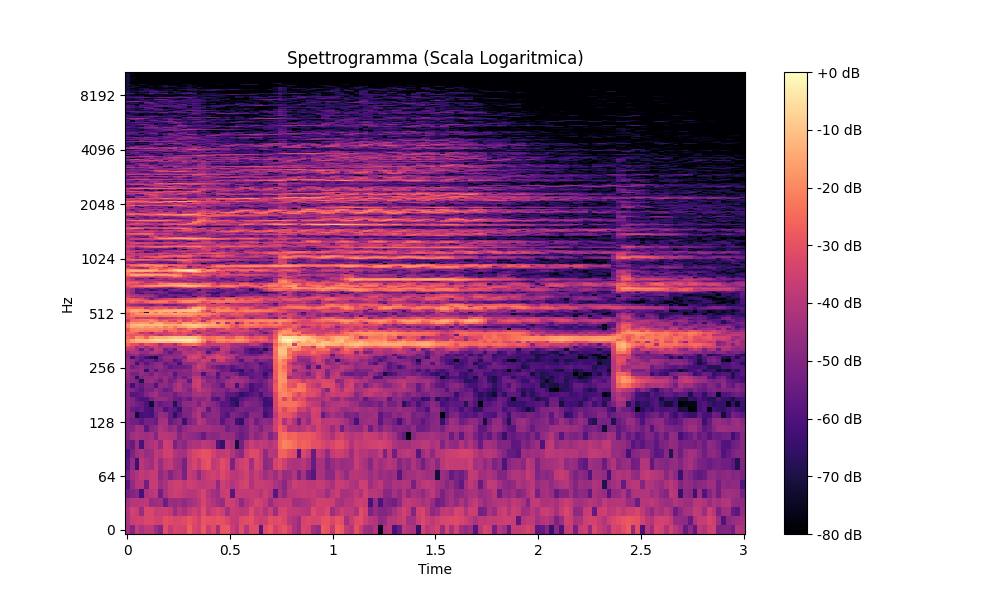 Spettrogramma (Scala Logaritmica)
Hz
8192
4096
2048
1024
512
256
128
64
0
0 0.5 1 1.5 2 2.5 3
Time
+0 dB
-10 dB
-20 dB
-30 dB
-40 dB
-50 dB
-60 dB
-70 dB
-80 dB